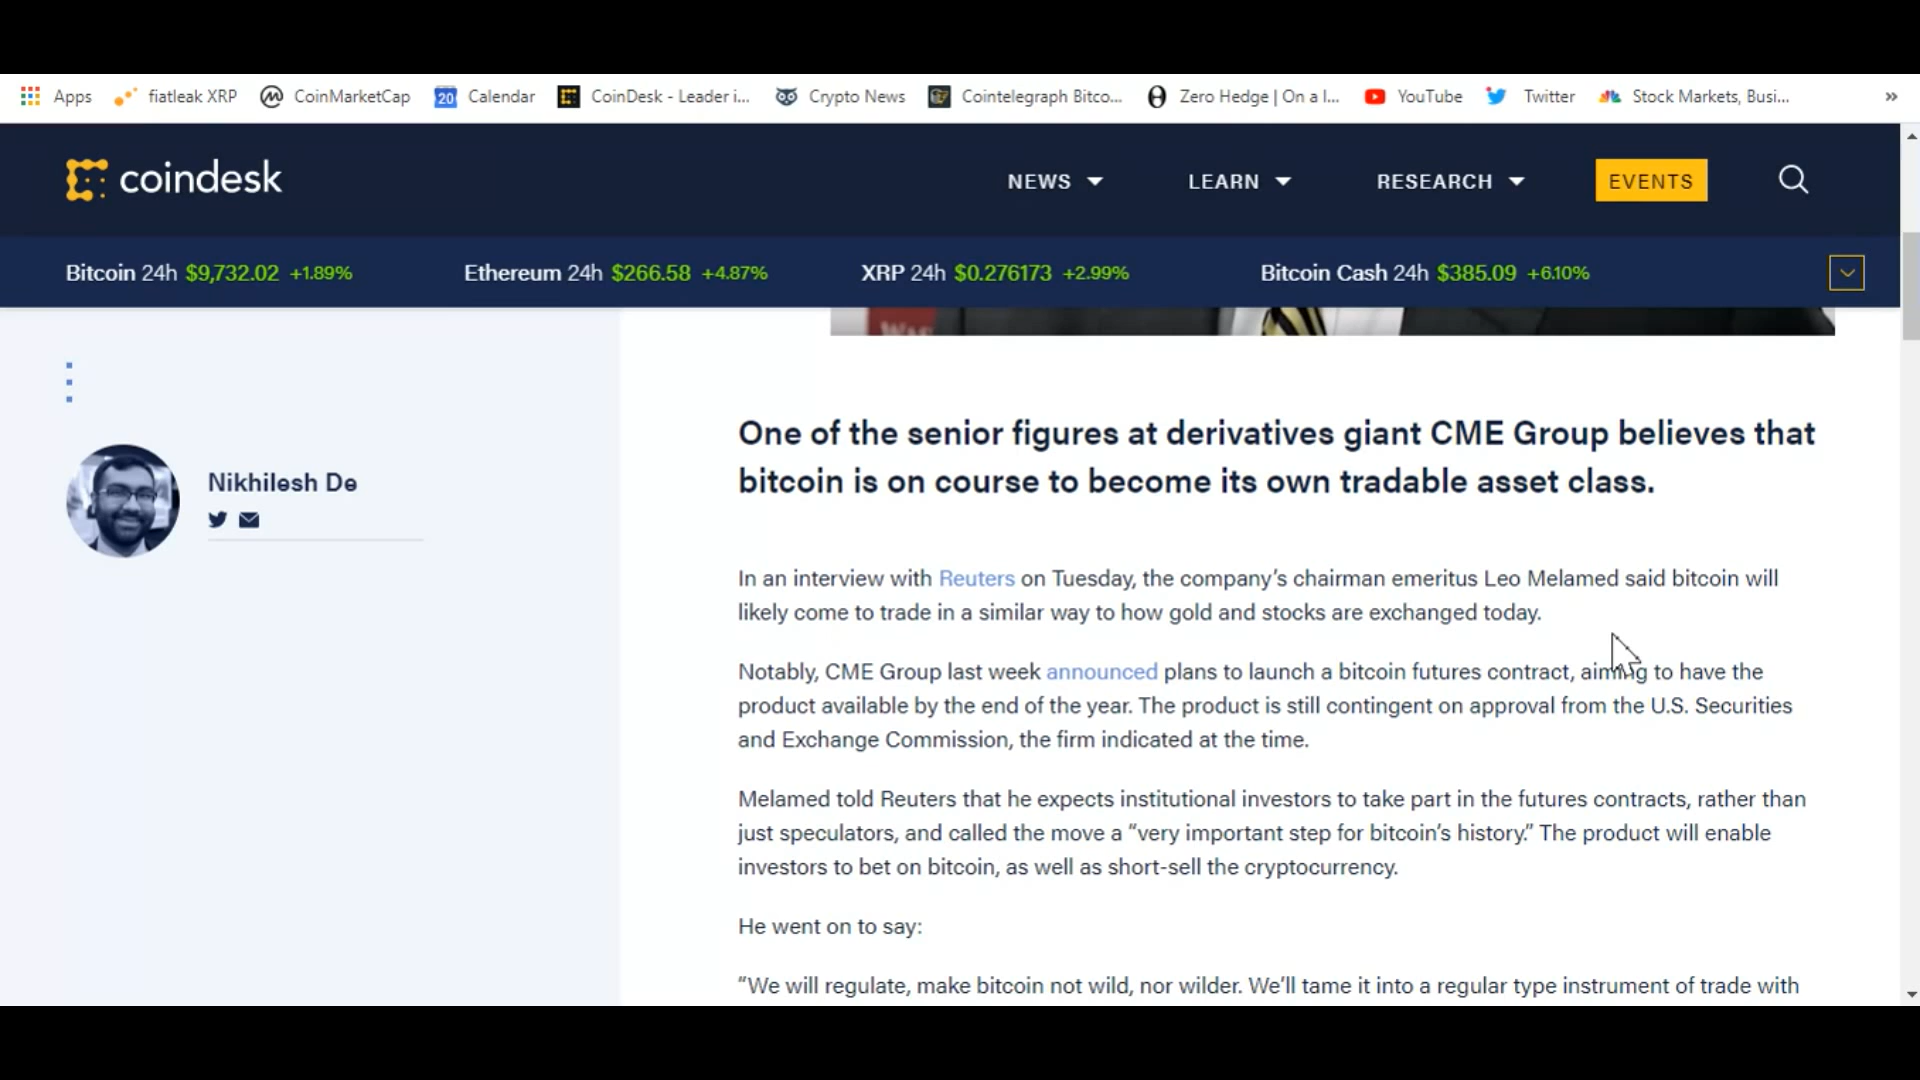 Apps fiatleak XRP CoinMarketCap 20 Calendar CoinDesk - Leader i... Crypto News Cointelegraph Bitco... Zero Hedge | On a l... YouTube Twitter Stock Markets, Busi... »
coindesk NEWS LEARN RESEARCH EVENTS
Bitcoin 24h $9,732.02 +1.89% Ethereum 24h $266.58 +4.87% XRP 24h $0.276173 +2.99% Bitcoin Cash 24h $385.09 +6.10%
Nikhilesh De
One of the senior figures at derivatives giant CME Group believes that
bitcoin is on course to become its own tradable asset class.
In an interview with Reuters on Tuesday, the company's chairman emeritus Leo Melamed said bitcoin will
likely come to trade in a similar way to how gold and stocks are exchanged today.
Notably, CME Group last week announced plans to launch a bitcoin futures contract, aiming to have the
product available by the end of the year. The product is still contingent on approval from the U.S. Securities
and Exchange Commission, the firm indicated at the time.
Melamed told Reuters that he expects institutional investors to take part in the futures contracts, rather than
just speculators, and called the move a “very important step for bitcoin's history.” The product will enable
investors to bet on bitcoin, as well as short-sell the cryptocurrency.
He went on to say:
“We will regulate, make bitcoin not wild, nor wilder. We'll tame it into a regular type instrument of trade with